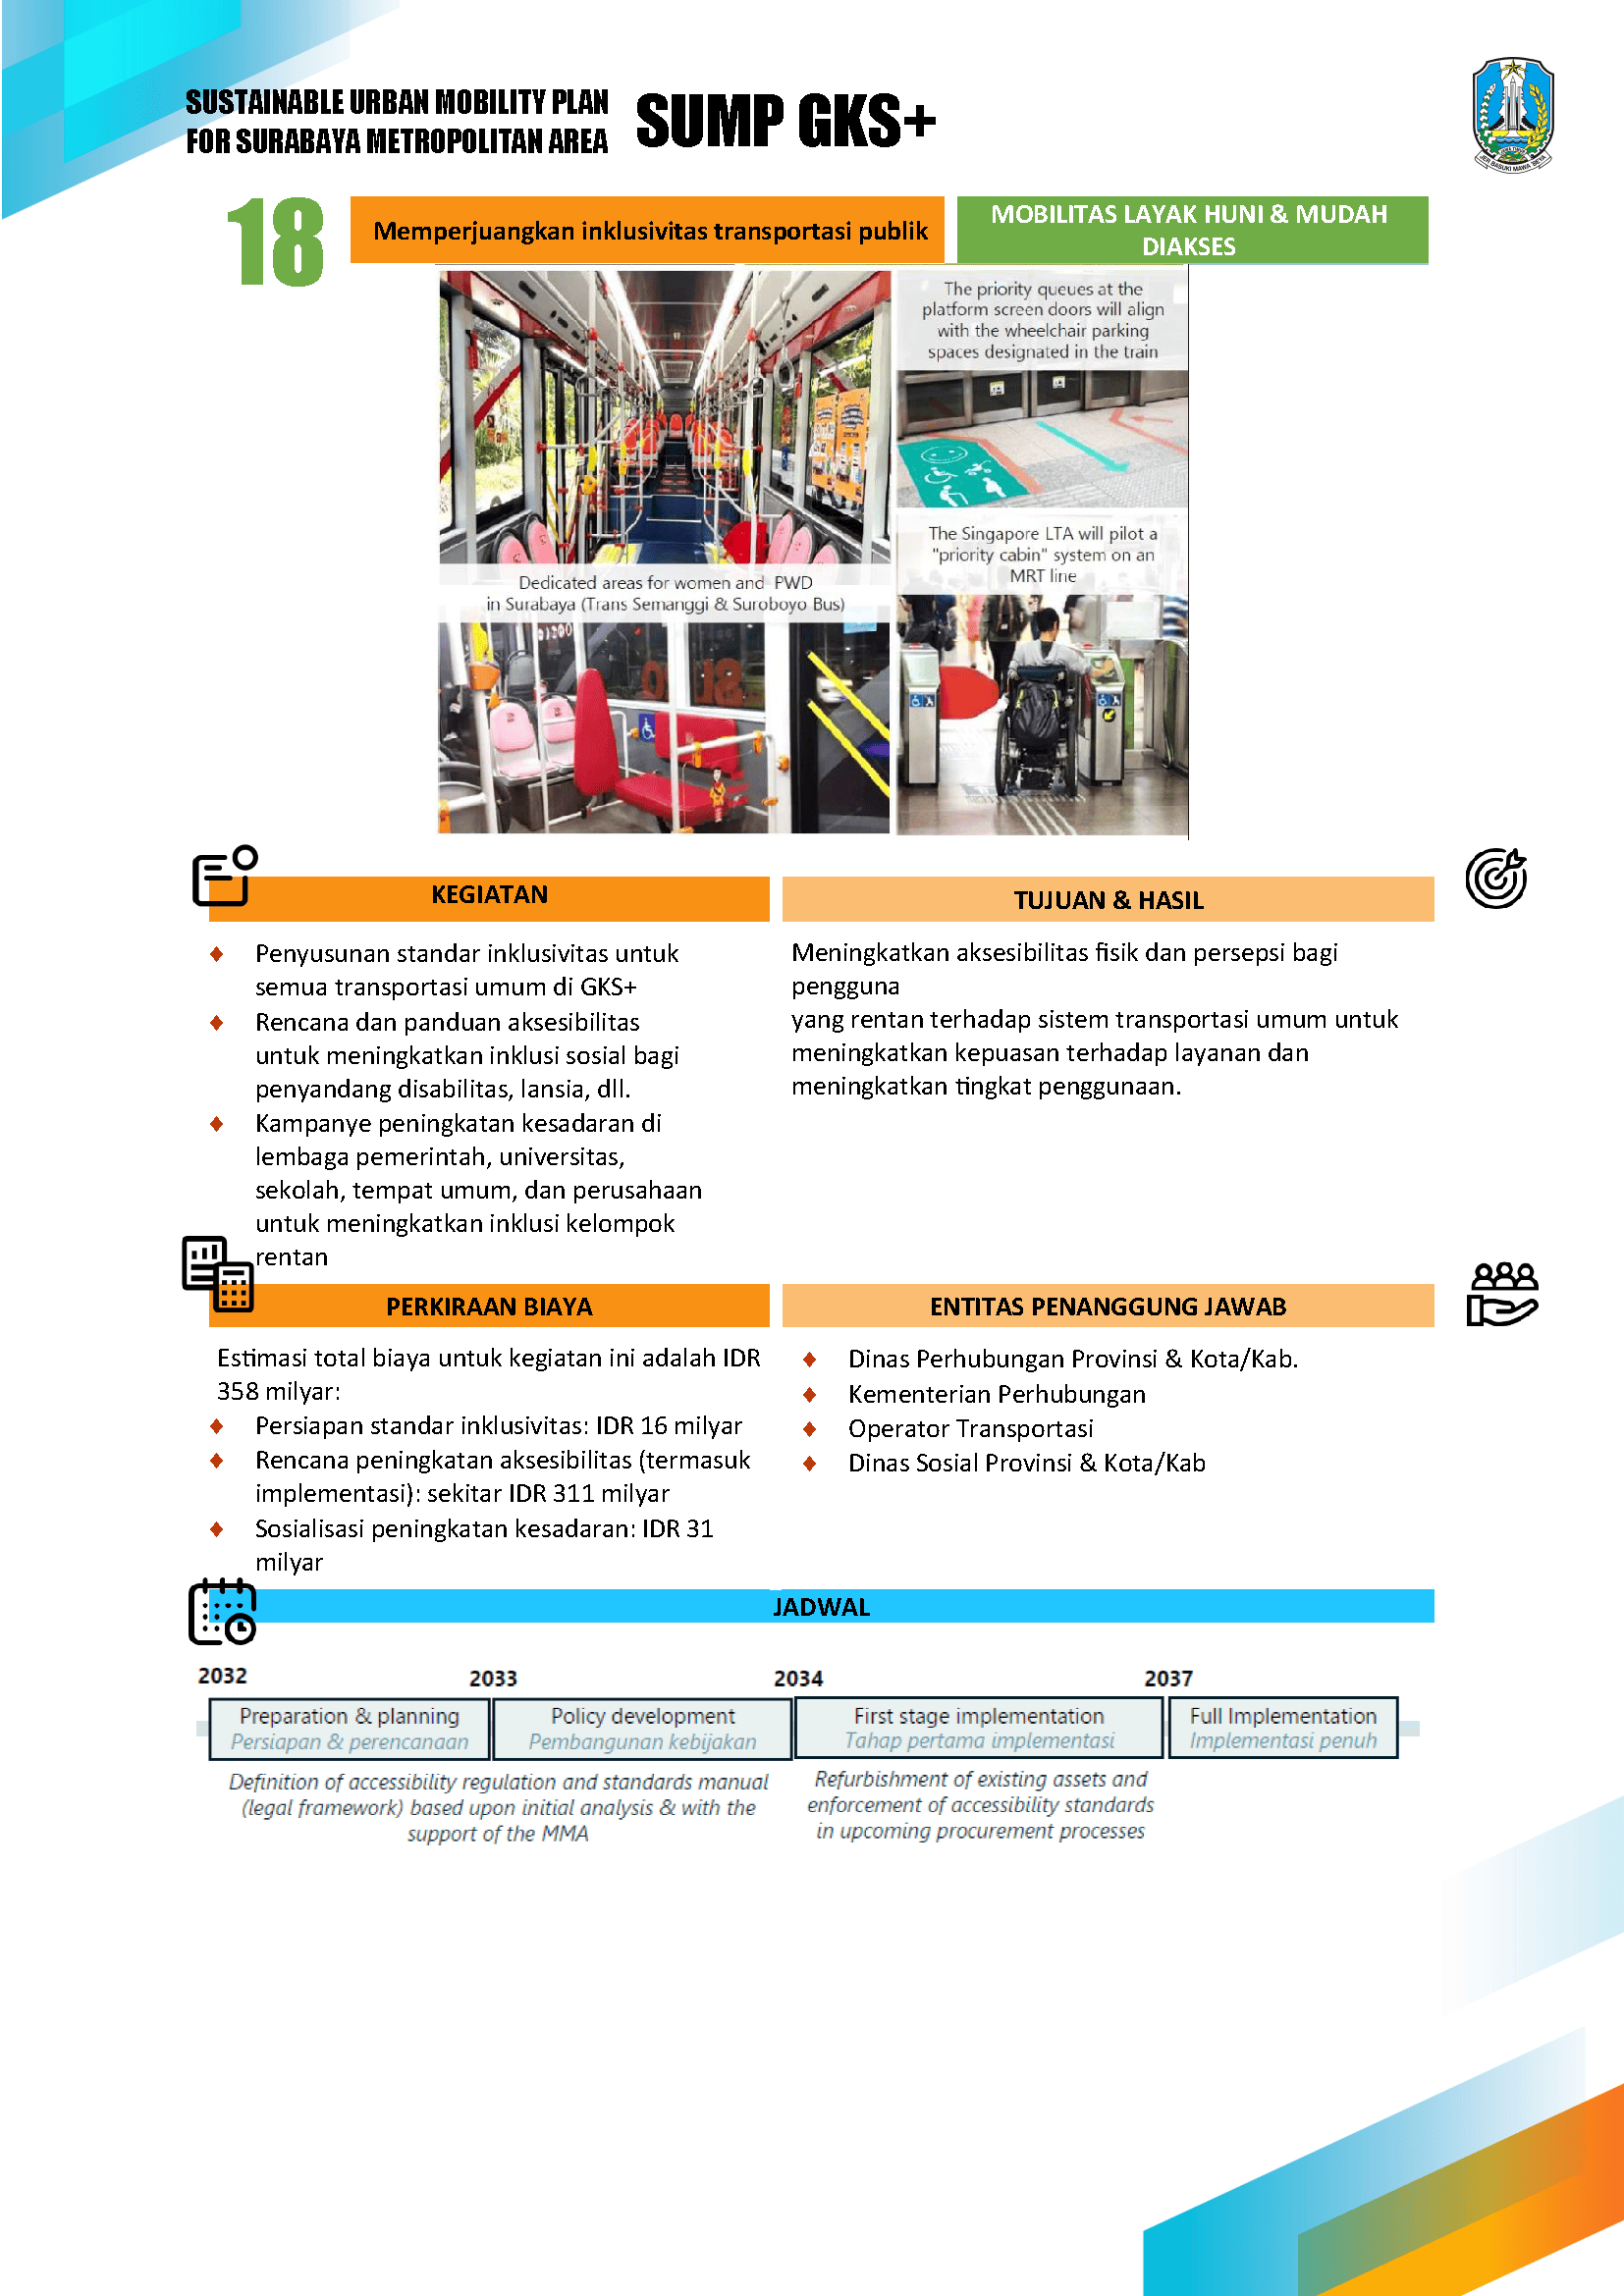 SUSTAINABLE URBAN MOBILITY PLAN
FOR SURABAYA METROPOLITAN AREA
SUMP GKS+
JAWA TIMUR
JER BASUKI MAWA BEYA
18
Memperjuangkan inklusivitas transportasi publik
MOBILITAS LAYAK HUNI & MUDAH
DIAKSES
The priority queues at the
platform screen doors will align
with the wheelchair parking
spaces designated in the train
The Singapore LTA will pilot a
"priority cabin" system on an
MRT line
Dedicated areas for women and PWD
in Surabaya (Trans Semanggi & Suroboyo Bus)
KEGIATAN
♦ Penyusunan standar inklusivitas untuk
semua transportasi umum di GKS+
♦ Rencana dan panduan aksesibilitas
untuk meningkatkan inklusi sosial bagi
penyandang disabilitas, lansia, dll.
♦ Kampanye peningkatan kesadaran di
lembaga pemerintah, universitas,
sekolah, tempat umum, dan perusahaan
untuk meningkatkan inklusi kelompok
rentan
TUJUAN & HASIL
Meningkatkan aksesibilitas fisik dan persepsi bagi
pengguna
yang rentan terhadap sistem transportasi umum untuk
meningkatkan kepuasan terhadap layanan dan
meningkatkan tingkat penggunaan.
PERKIRAAN BIAYA
Estimasi total biaya untuk kegiatan ini adalah IDR
358 milyar:
♦ Persiapan standar inklusivitas: IDR 16 milyar
♦ Rencana peningkatan aksesibilitas (termasuk
implementasi): sekitar IDR 311 milyar
♦ Sosialisasi peningkatan kesadaran: IDR 31
milyar
ENTITAS PENANGGUNG JAWAB
♦ Dinas Perhubungan Provinsi & Kota/Kab.
♦ Kementerian Perhubungan
♦ Operator Transportasi
♦ Dinas Sosial Provinsi & Kota/Kab
JADWAL
2032
2033
2034
2037
Preparation & planning
Persiapan & perencanaan
Policy development
Pembangunan kebijakan
First stage implementation
Tahap pertama implementasi
Full Implementation
Implementasi penuh
Definition of accessibility regulation and standards manual
(legal framework) based upon initial analysis & with the
support of the MMA
Refurbishment of existing assets and
enforcement of accessibility standards
in upcoming procurement processes